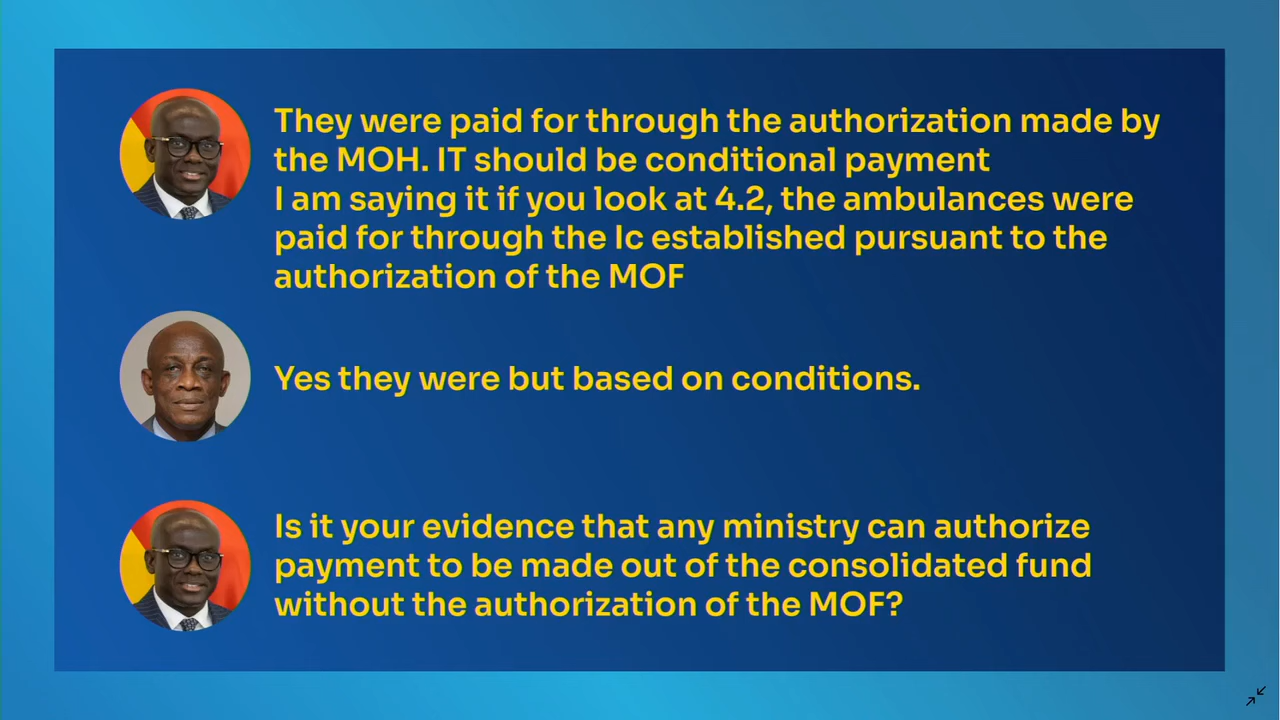 They were paid for through the authorization made by
the MOH. IT should be conditional payment
I am saying it if you look at 4.2, the ambulances were
paid for through the lc established pursuant to the
authorization of the MOF
Yes they were but based on conditions.
Is it your evidence that any ministry can authorize
payment to be made out of the consolidated fund
without the authorization of the MOF?